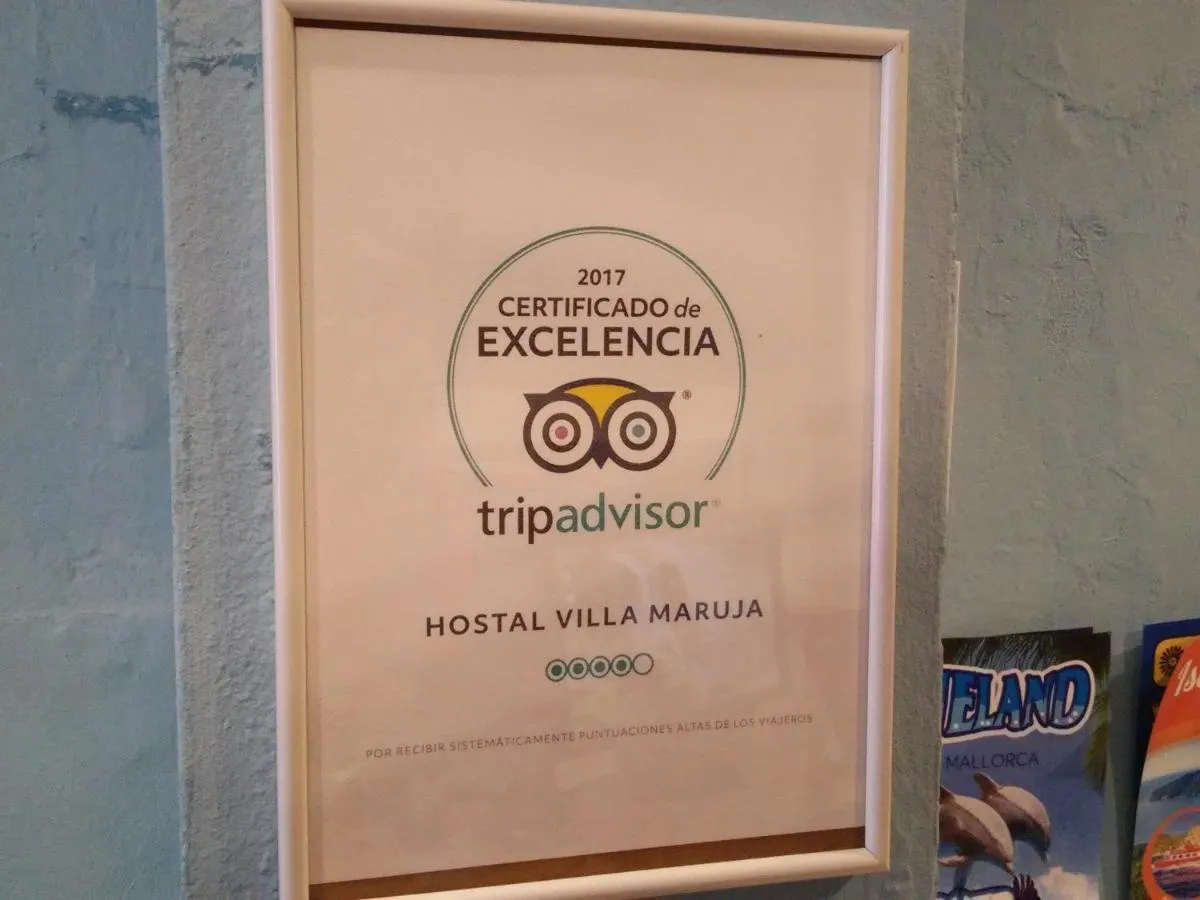 2017
CERTIFICADO de
EXCELENCIA
®
tripadvisor®
HOSTAL VILLA MARUJA
POR RECIBIR SISTEMÁTICAMENTE PUNTUACIONES ALTAS DE LOS VIAJEROS
ELAND
MALLORCA